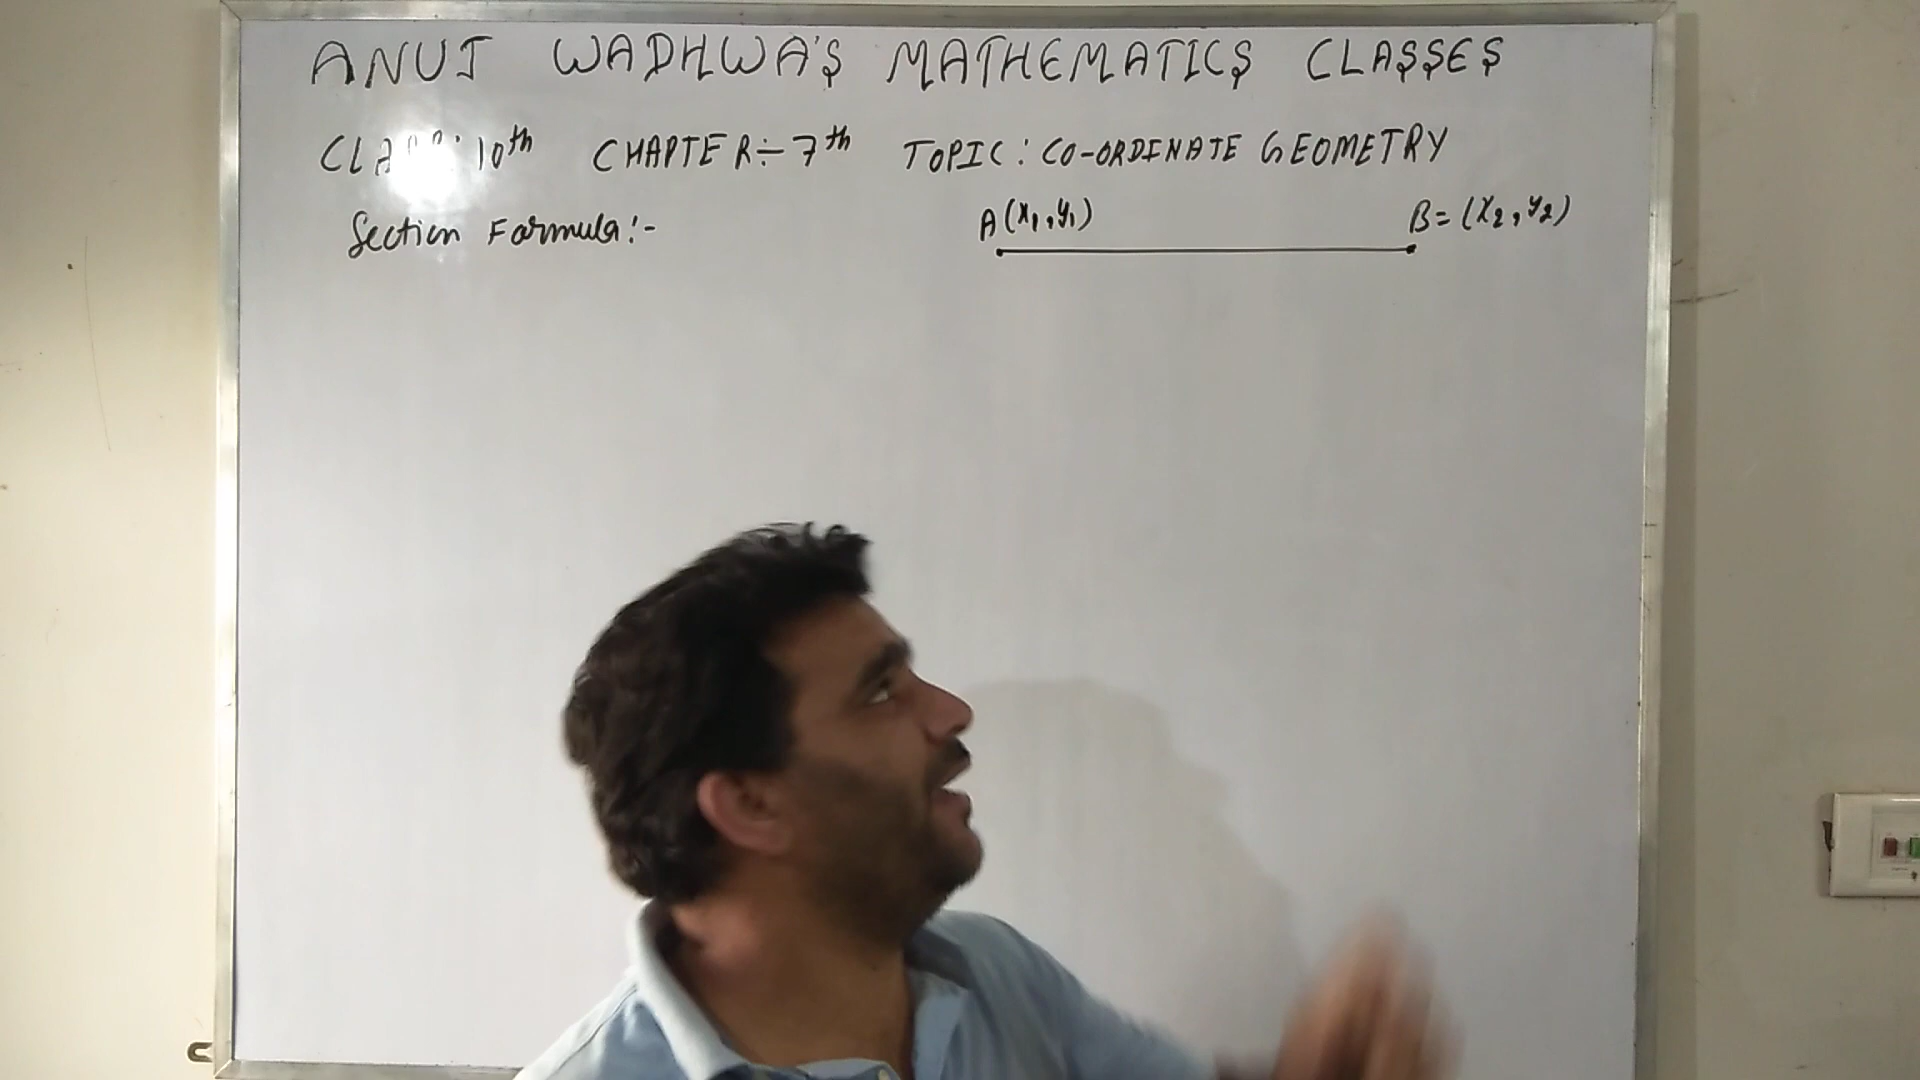 ANUJ WADHWA'S MATHEMATICS CLASSES
10th CHAPTER÷7th TOPIC: CO-ORDINATE GEOMETRY
Section Formula:-
A(x₁,y₁) B=(x₂,y₂)